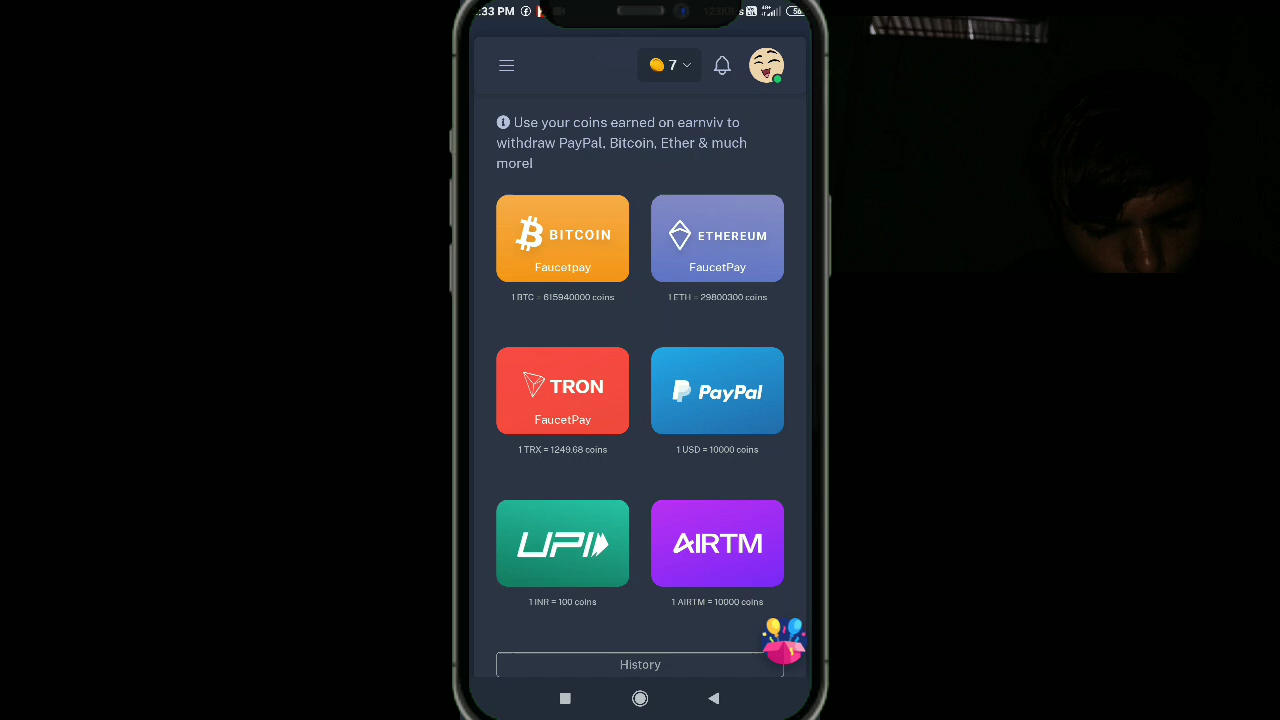 :33 PM
7
Use your coins earned on earnviv to
withdraw PayPal, Bitcoin, Ether & much
more!
BITCOIN
Faucetpay
1 BTC = 615940000 coins
ETHEREUM
FaucetPay
1 ETH = 29800300 coins
TRON
FaucetPay
1 TRX = 1249.68 coins
PayPal
1 USD = 10000 coins
UPI
1 INR = 100 coins
AIRTM
1 AIRTM = 10000 coins
History